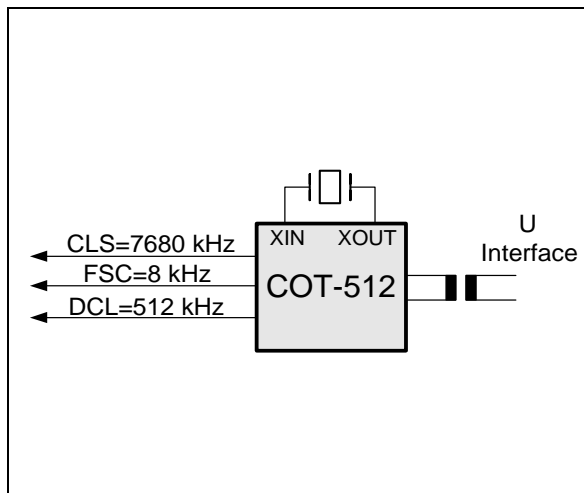 U
Interface
CLS=7680 kHz
FSC=8 kHz
DCL=512 kHz
XIN XOUT
COT-512